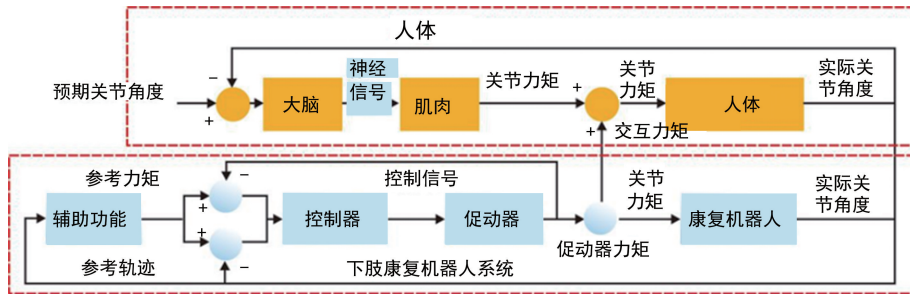 人体
预期关节角度
−
+
大脑
神经
信号
肌肉
关节力矩
+
+
交互力矩
关节
力矩
人体
实际关
节角度
辅助功能
参考力矩
参考轨迹
−
+
+
−
控制信号
控制器
促动器
促动器力矩
关节
力矩
康复机器人
实际关
节角度
下肢康复机器人系统